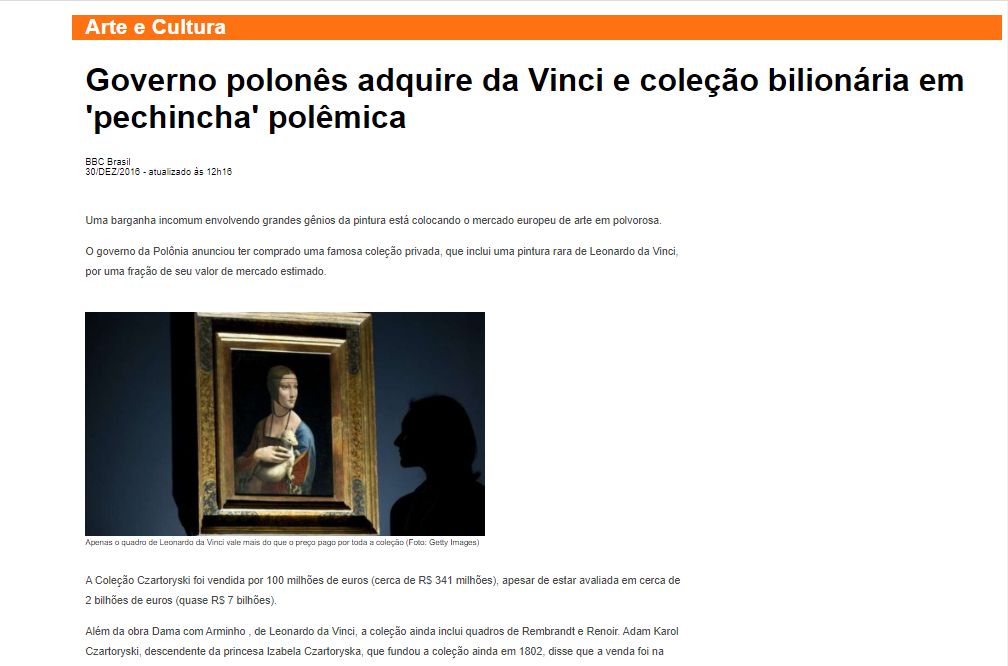 Arte e Cultura
Governo polonês adquire da Vinci e coleção bilionária em
'pechincha' polêmica
BBC Brasil
30/DEZ/2016 - atualizado às 12h16
Uma barganha incomum envolvendo grandes gênios da pintura está colocando o mercado europeu de arte em polvorosa.
O governo da Polônia anunciou ter comprado uma famosa coleção privada, que inclui uma pintura rara de Leonardo da Vinci,
por uma fração de seu valor de mercado estimado.
Apenas o quadro de Leonardo da Vinci vale mais do que o preço pago por toda a coleção (Foto: Getty Images)
A Coleção Czartoryski foi vendida por 100 milhões de euros (cerca de R$ 341 milhões), apesar de estar avaliada em cerca de
2 bilhões de euros (quase R$ 7 bilhões).
Além da obra Dama com Arminho , de Leonardo da Vinci, a coleção ainda inclui quadros de Rembrandt e Renoir. Adam Karol
Czartoryski, descendente da princesa Izabela Czartoryska, que fundou a coleção ainda em 1802, disse que a venda foi na